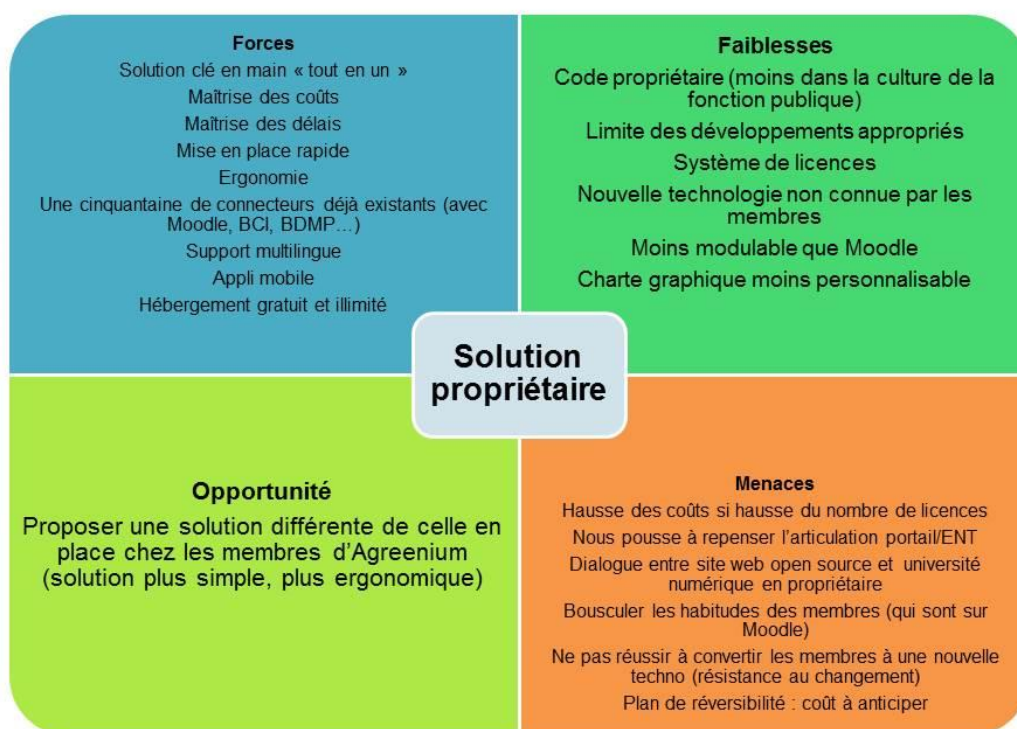 Forces
Solution clé en main « tout en un »
Maîtrise des coûts
Maîtrise des délais
Mise en place rapide
Ergonomie
Une cinquantaine de connecteurs déjà existants (avec
Moodle, BCI, BDMP…)
Support multilingue
Appli mobile
Hébergement gratuit et illimité
Faiblesses
Code propriétaire (moins dans la culture de la
fonction publique)
Limite des développements appropriés
Système de licences
Nouvelle technologie non connue par les
membres
Moins modulable que Moodle
Charte graphique moins personnalisable
Solution
propriétaire
Opportunité
Proposer une solution différente de celle en
place chez les membres d’Agreenium
(solution plus simple, plus ergonomique)
Menaces
Hausse des coûts si hausse du nombre de licences
Nous pousse à repenser l’articulation portail/ENT
Dialogue entre site web open source et université
numérique en propriétaire
Bousculer les habitudes des membres (qui sont sur
Moodle)
Ne pas réussir à convertir les membres à une nouvelle
techno (résistance au changement)
Plan de réversibilité : coût à anticiper